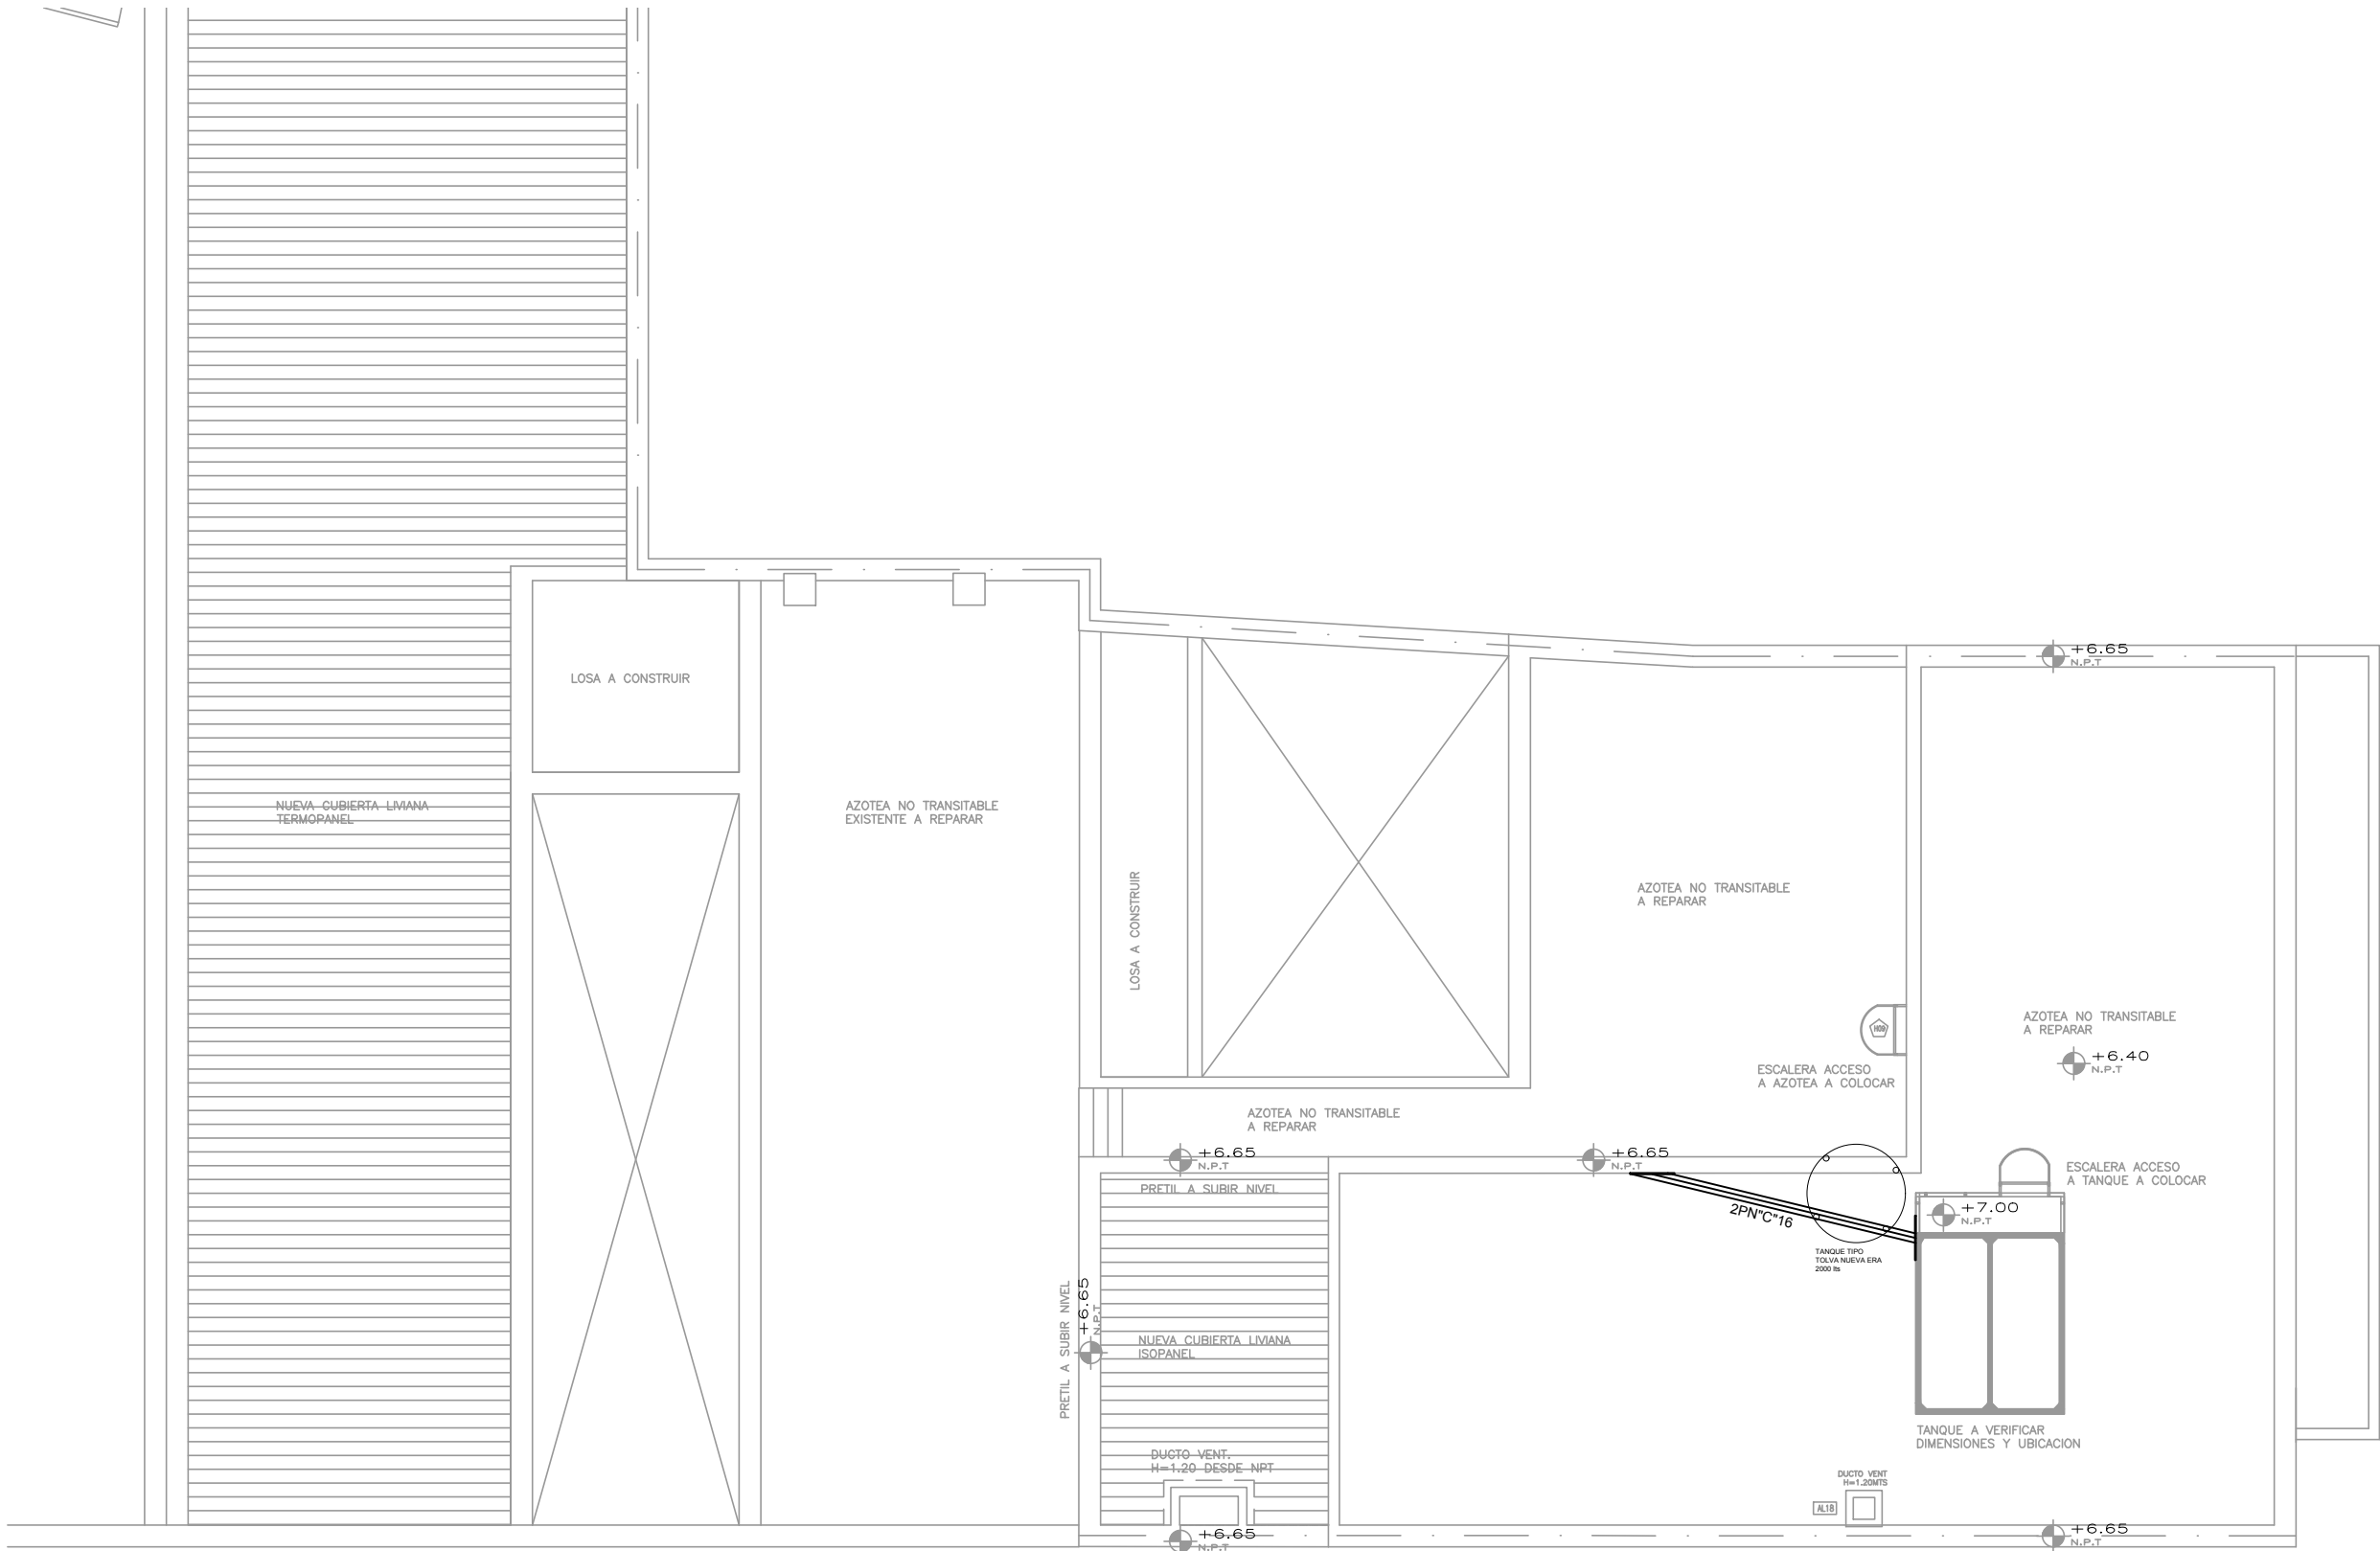 LOSA A CONSTRUIR
NUEVA CUBIERTA LIVIANA
TERMOPANEL
AZOTEA NO TRANSITABLE
EXISTENTE A REPARAR
LOSA A CONSTRUIR
AZOTEA NO TRANSITABLE
A REPARAR
+6.65
N.P.T
AZOTEA NO TRANSITABLE
A REPARAR
+6.40
N.P.T
H09
ESCALERA ACCESO
A AZOTEA A COLOCAR
AZOTEA NO TRANSITABLE
A REPARAR
+6.65
N.P.T
+6.65
N.P.T
PRETIL A SUBIR NIVEL
ESCALERA ACCESO
A TANQUE A COLOCAR
+7.00
N.P.T
2PN"C"16
TANQUE TIPO
TOLVA NUEVA ERA
2000 lts
PRETIL A SUBIR NIVEL
+6.65
N.P.T
NUEVA CUBIERTA LIVIANA
ISOPANEL
TANQUE A VERIFICAR
DIMENSIONES Y UBICACION
DUCTO VENT.
H=1.20 DESDE NPT
DUCTO VENT
H=1.20MTS
AL18
+6.65
N.P.T
+6.65
N.P.T